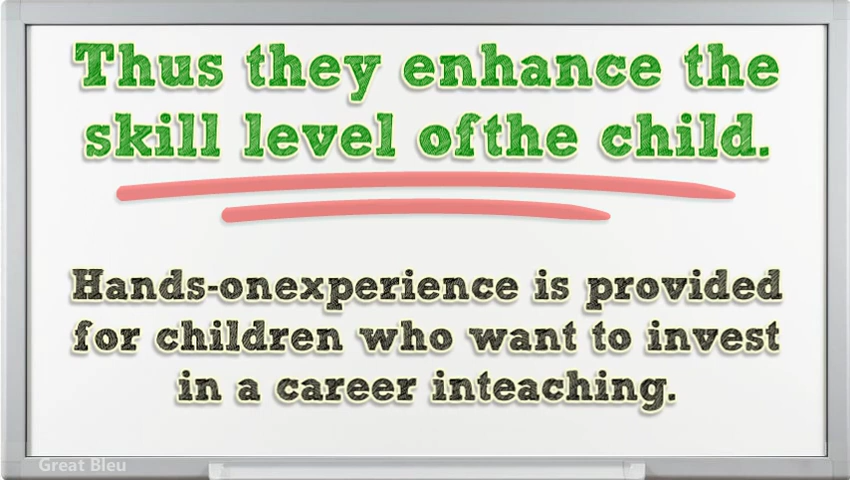 Thus they enhance the
skill level ofthe child.
Hands-onexperience is provided
for children who want to invest
in a career inteaching.
Great Bleu